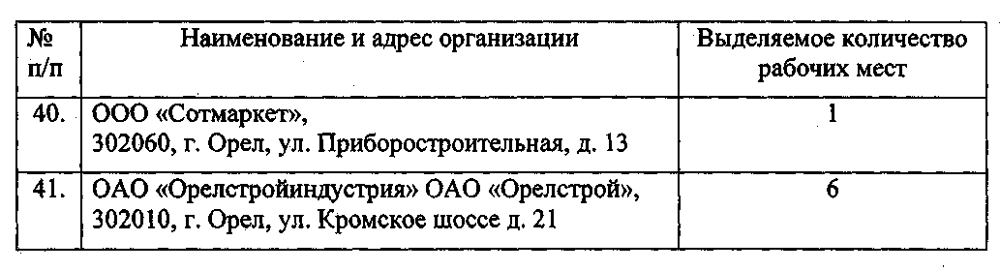 № Наименование и адрес организации Выделяемое количество
п/п рабочих мест
40. ООО «Сотмаркет», 1
302060, г. Орел, ул. Приборостроительная, д. 13
41. ОАО «Орелстройиндустрия» ОАО «Орелстрой», 6
302010, г. Орел, ул. Кромское шоссе д. 21